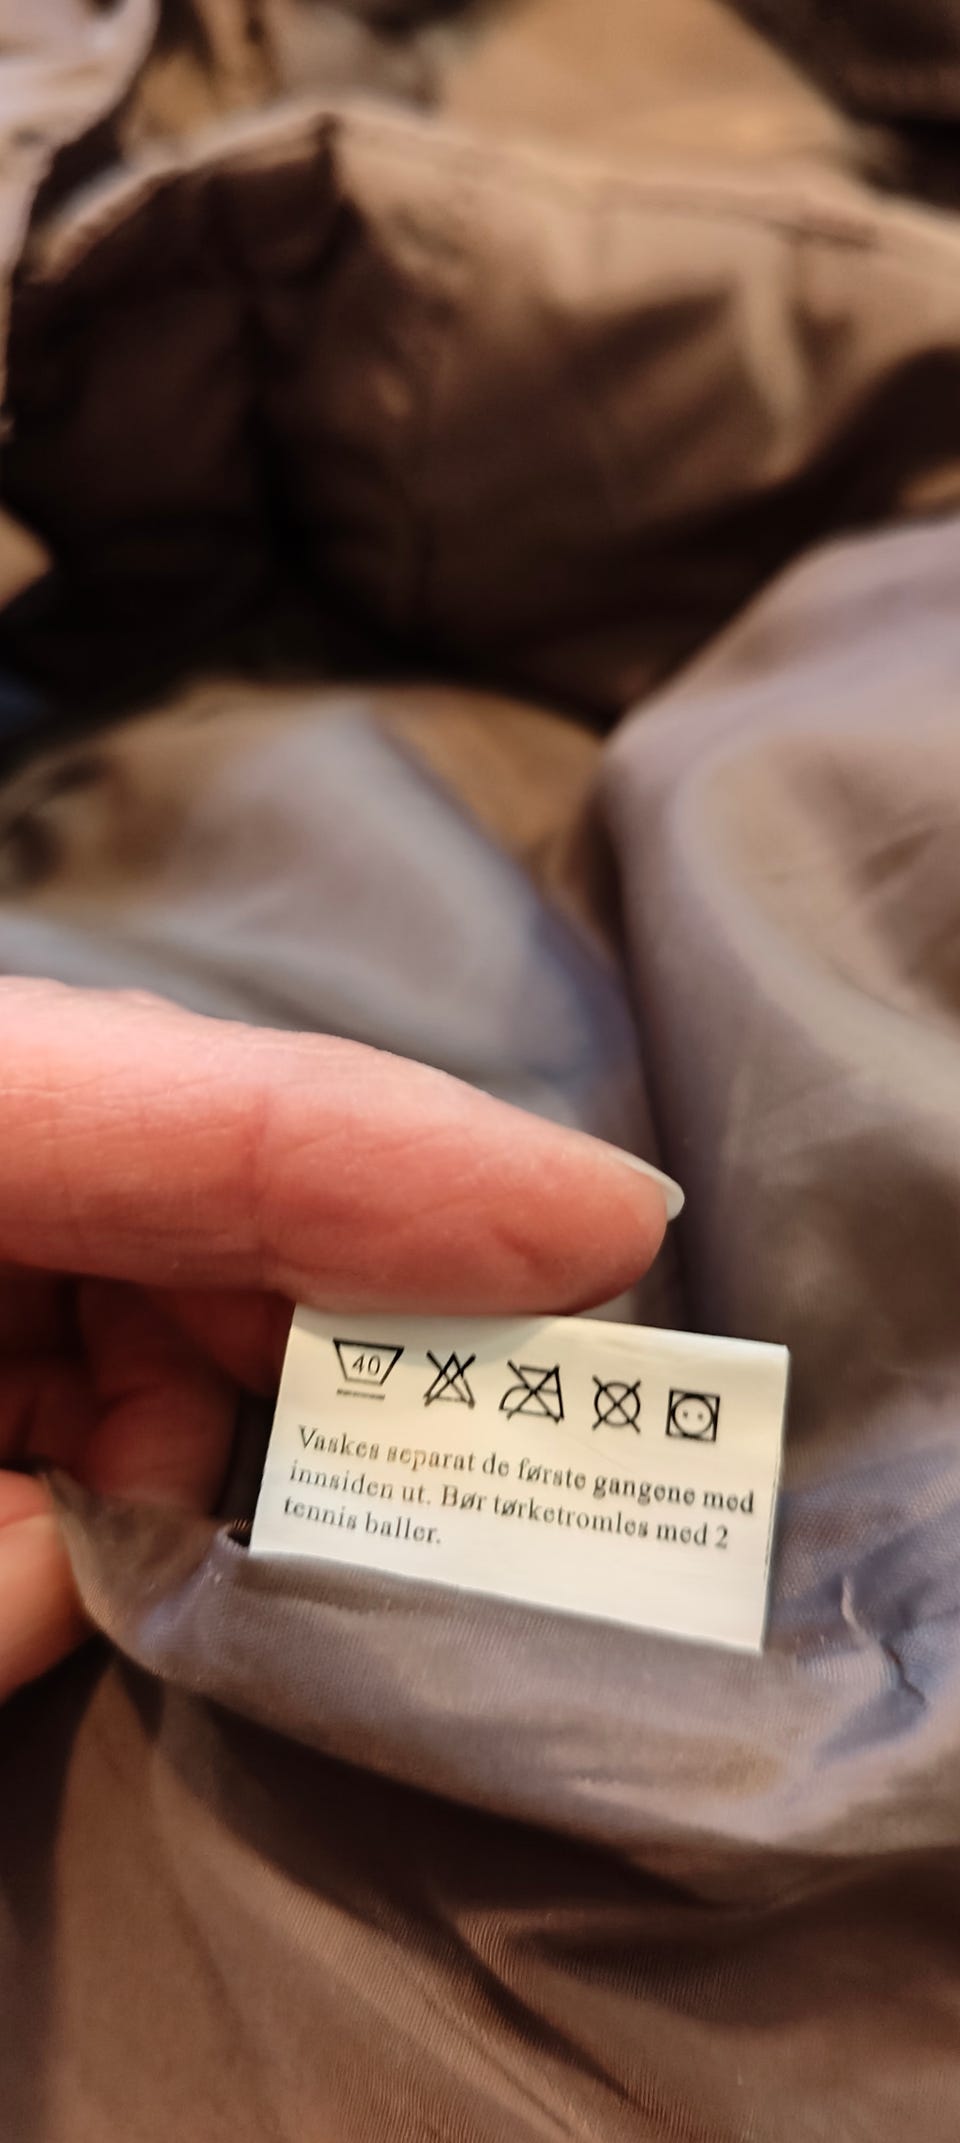 40
Vaskes separat de første gangene med
innsiden ut. Bør tørketromles med 2
tennis baller.